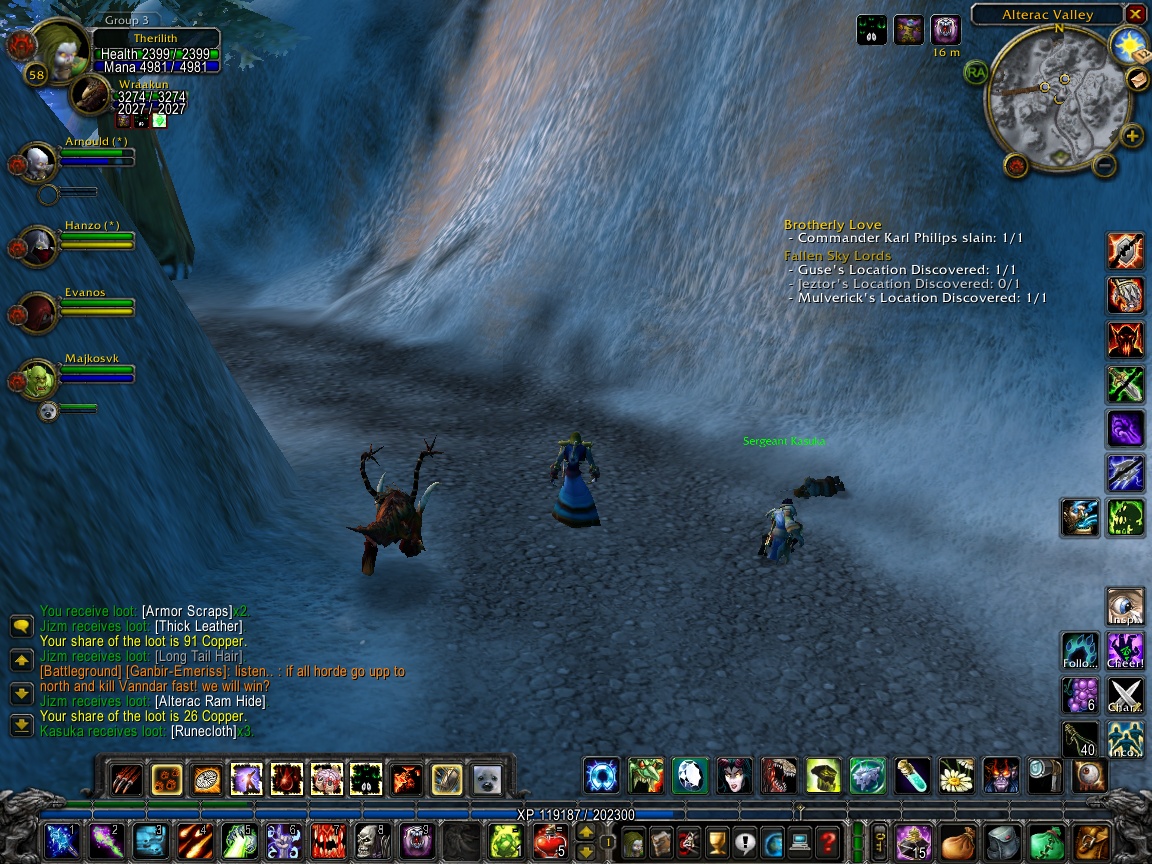 Group 3
Therilith
Health 2399 / 2399
Mana 4981 / 4981
58
Wraakun
3274 / 3274
2027 / 2027
Arnould (*)
Hanzo (*)
Evanos
Majkosvk
16 m
Alterac Valley
N
RA
Brotherly Love
- Commander Karl Philips slain: 1/1
Fallen Sky Lords
- Guse's Location Discovered: 1/1
- Jeztor's Location Discovered: 0/1
- Mulverick's Location Discovered: 1/1
Sergeant Kasuka
You receive loot: [Armor Scraps]x2.
Jizm receives loot: [Thick Leather].
Your share of the loot is 91 Copper.
Jizm receives loot: [Long Tail Hair].
[Battleground] [Ganbir-Emeriss]: listen.. : if all horde go upp to
north and kill Vanndar fast! we will win?
Jizm receives loot: [Alterac Ram Hide].
Your share of the loot is 26 Copper.
Kasuka receives loot: [Runecloth]x3.
Follo...
Cheer!
6
Char...
40
XP 119187 / 202300
1
2
3
4
5
6
7
8
9
5
1
15